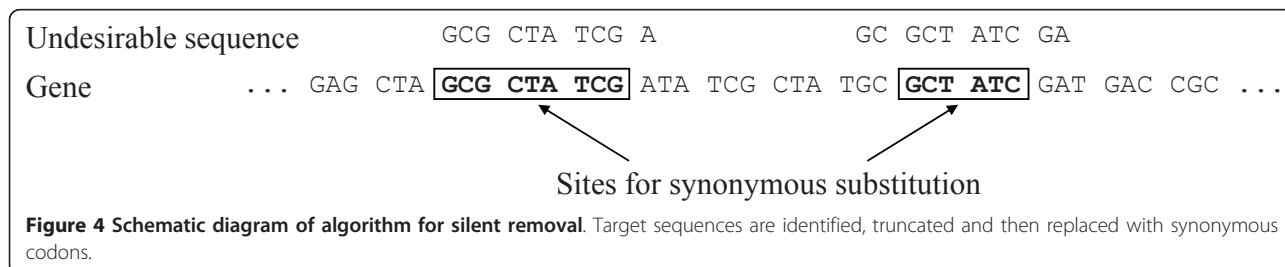 Undesirable sequence GCG CTA TCG A GC GCT ATC GA
Gene ... GAG CTA GCG CTA TCG ATA TCG CTA TGC GCT ATC GAT GAC CGC ...
Sites for synonymous substitution
Figure 4 Schematic diagram of algorithm for silent removal. Target sequences are identified, truncated and then replaced with synonymous
codons.